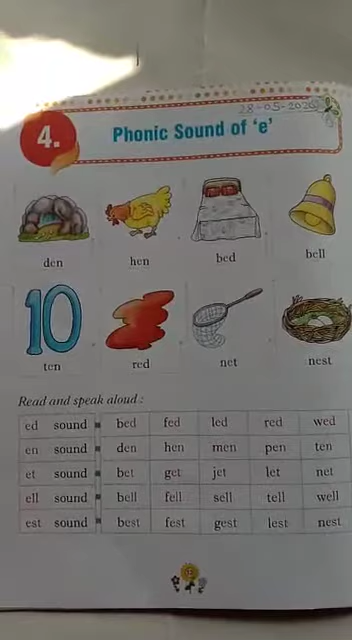 28-05-2026
4.
Phonic Sound of 'e'
den hen bed bell
10
ten red net nest
Read and speak aloud :
ed sound bed fed led red wed
en sound den hen men pen ten
et sound bet get jet let net
ell sound bell fell sell tell well
est sound best fest gest lest nest